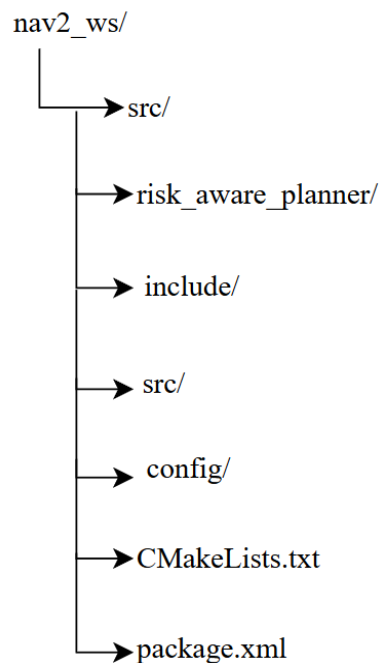 nav2_ws/
src/
risk_aware_planner/
include/
src/
config/
CMakeLists.txt
package.xml